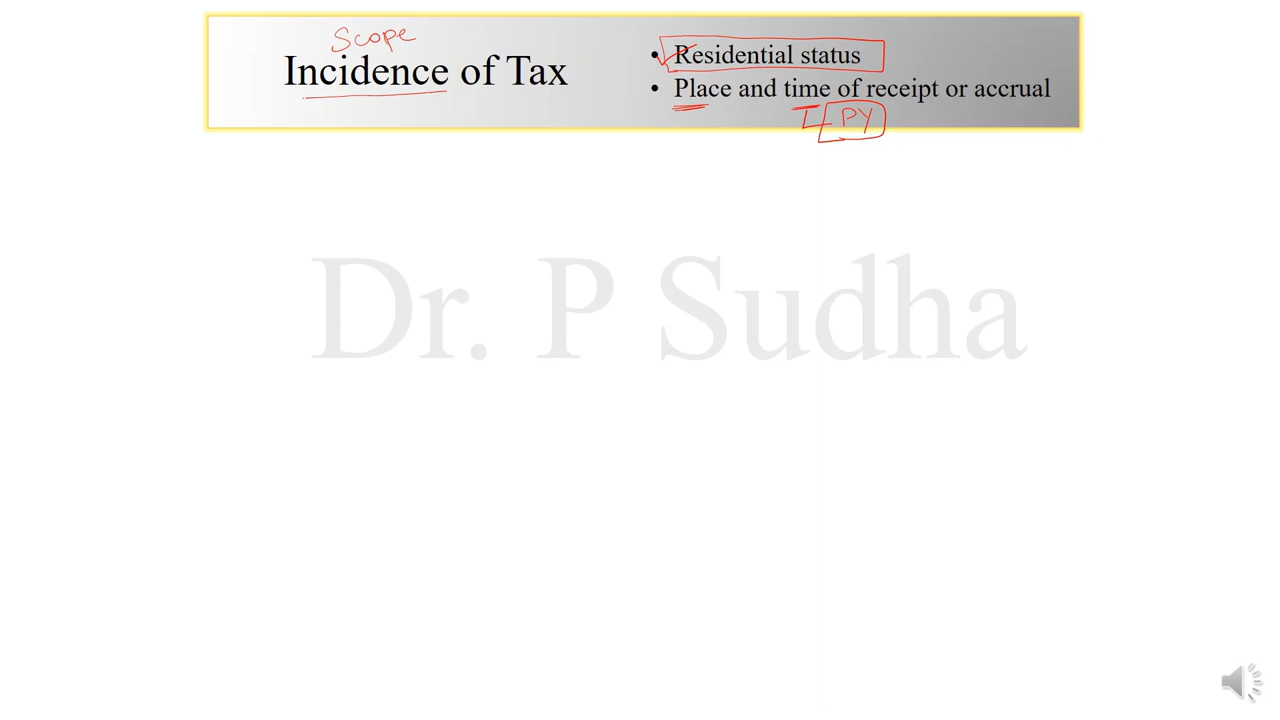 Scope
Incidence of Tax
• Residential status
• Place and time of receipt or accrual
PY
Dr. P Sudha